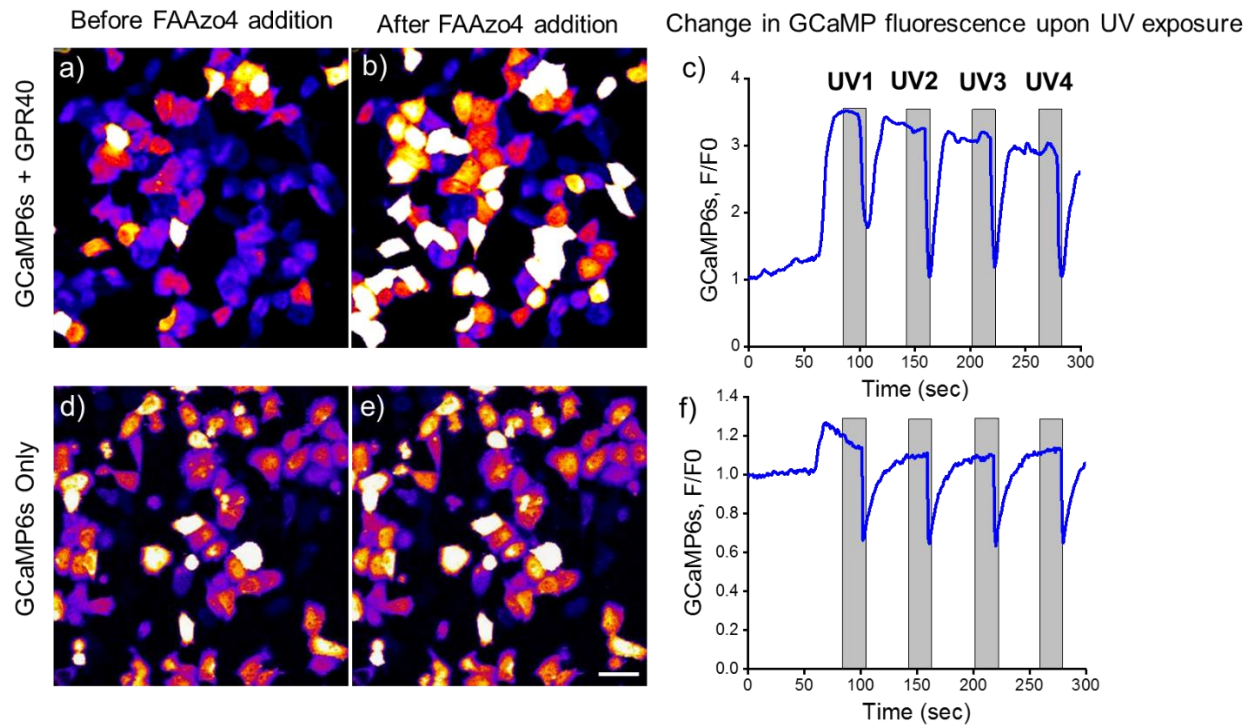 Before FAAzo4 addition
After FAAzo4 addition
Change in GCaMP fluorescence upon UV exposure
GCaMP6s + GPR40
a)
b)
c)
UV1 UV2 UV3 UV4
GCaMP6s, F/F0
4
3
2
1
0
0 50 100 150 200 250 300
Time (sec)
GCaMP6s Only
d)
e)
f)
GCaMP6s, F/F0
1.4
1.2
1.0
0.8
0.6
0.4
0.2
0.0
0 50 100 150 200 250 300
Time (sec)